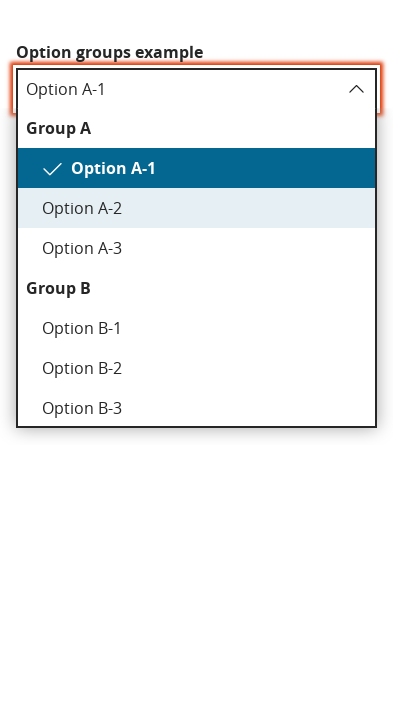 Option groups example
Option A-1
Group A
Option A-1
Option A-2
Option A-3
Group B
Option B-1
Option B-2
Option B-3